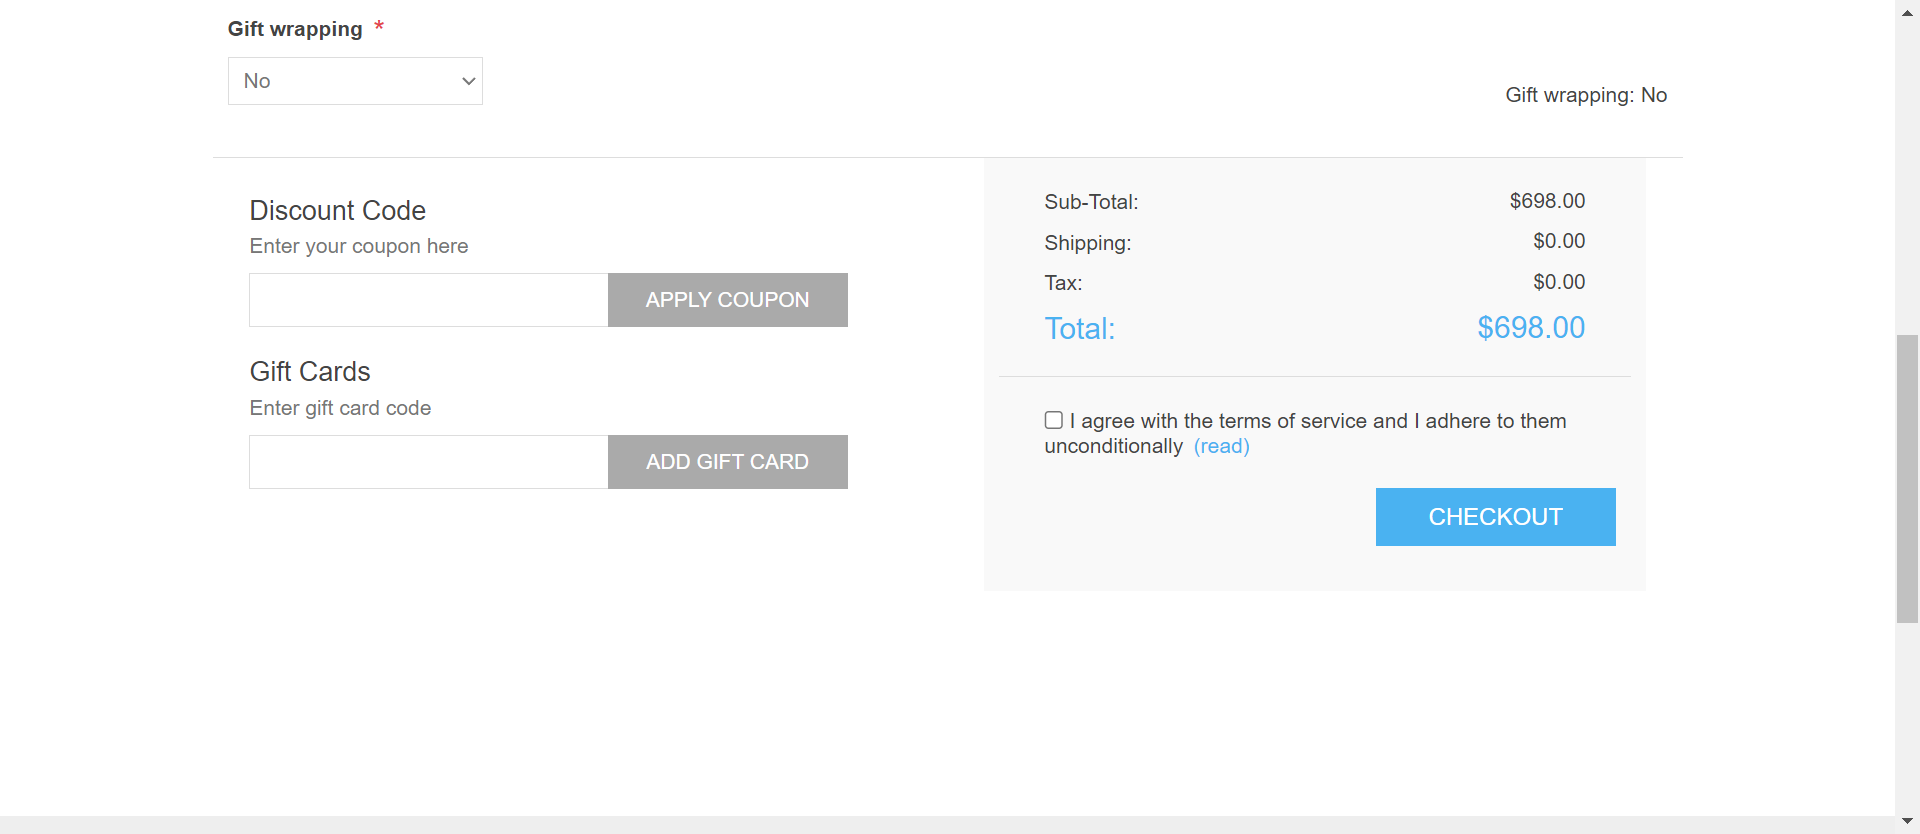 Gift wrapping *
No
Gift wrapping: No
Discount Code
Enter your coupon here
APPLY COUPON
Gift Cards
Enter gift card code
ADD GIFT CARD
Sub-Total: $698.00
Shipping: $0.00
Tax: $0.00
Total: $698.00
I agree with the terms of service and I adhere to them
unconditionally (read)
CHECKOUT